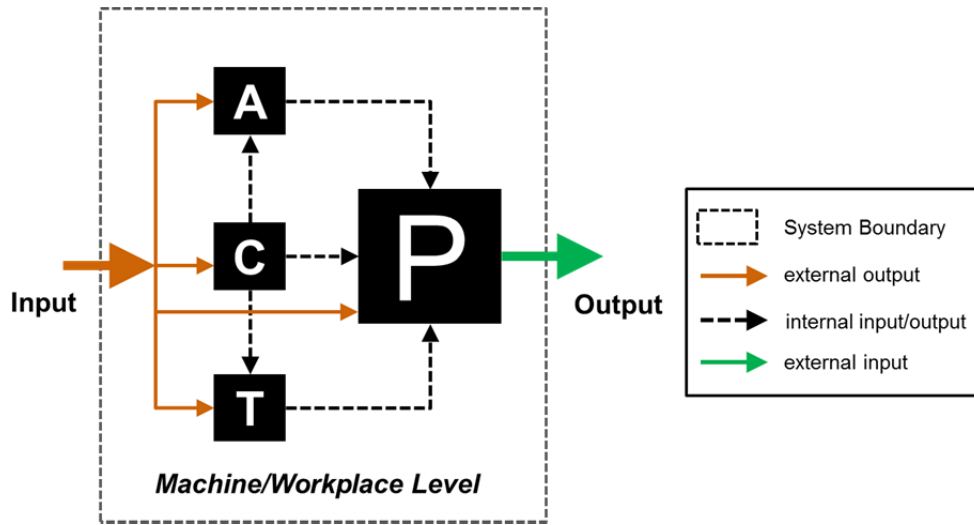 A
C
P
T
Input
Output
Machine/Workplace Level
System Boundary
external output
internal input/output
external input